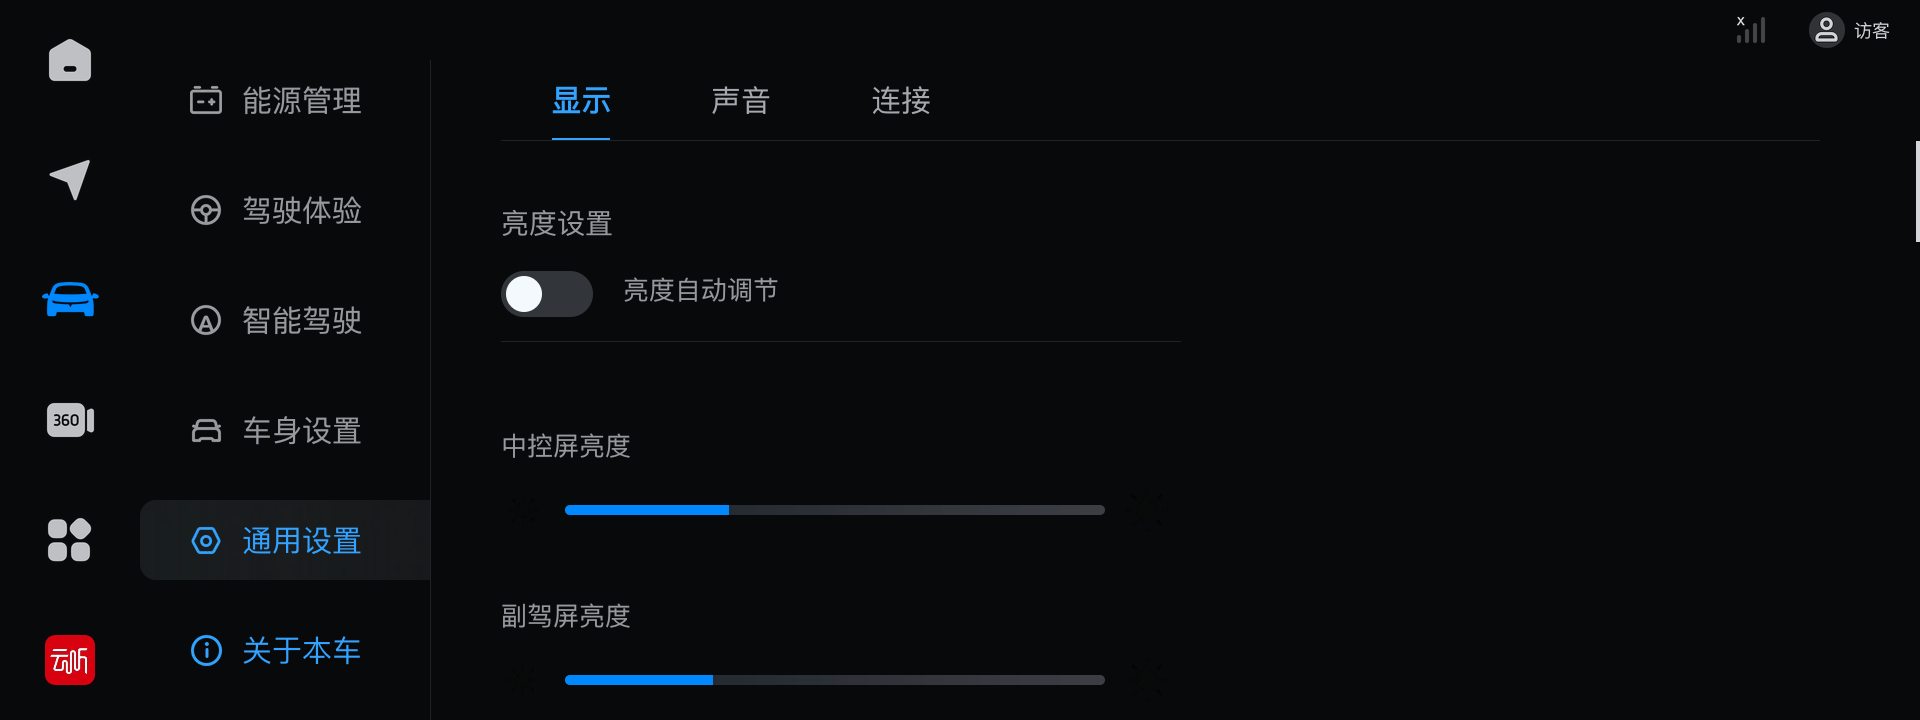 访客
能源管理
驾驶体验
智能驾驶
车身设置
通用设置
关于本车
360
云听
显示 声音 连接
亮度设置
亮度自动调节
中控屏亮度
副驾屏亮度